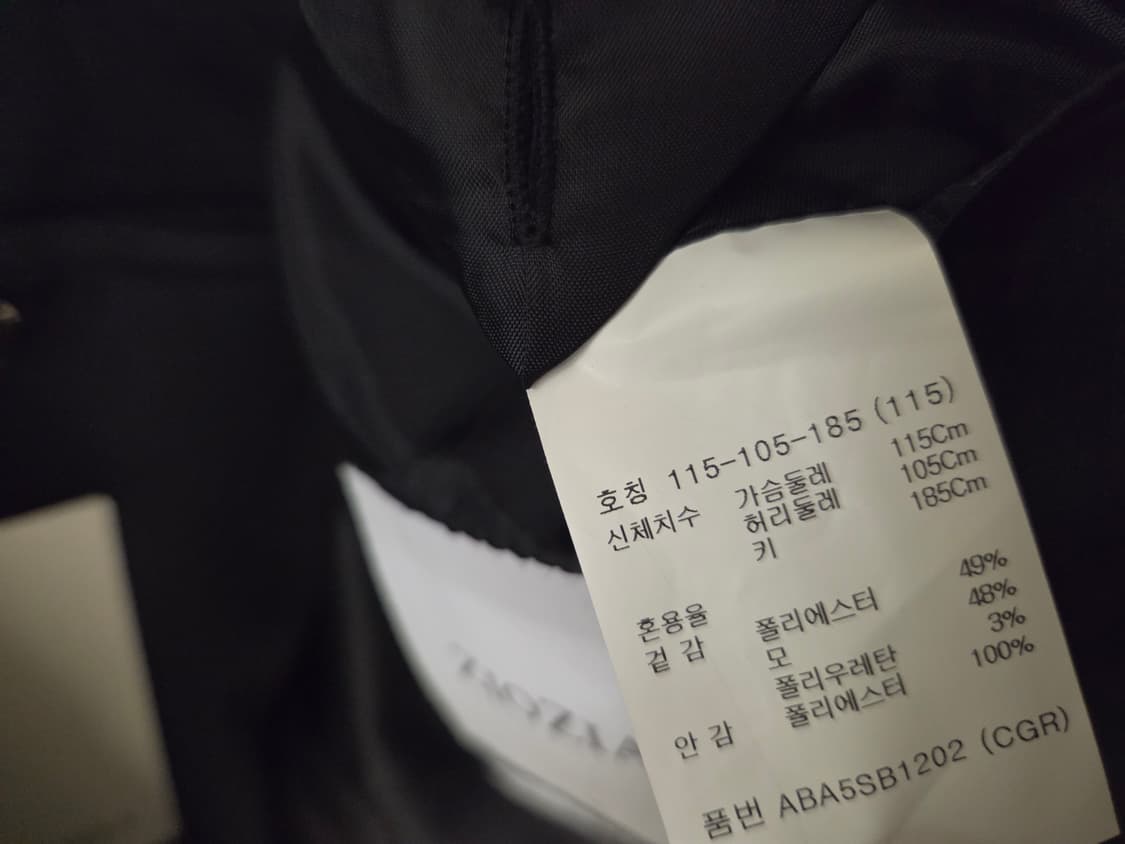 호칭 115-105-185 (115)
신체치수 가슴둘레 115Cm
허리둘레 105Cm
키 185Cm
혼용율
겉 감 폴리에스터 49%
모 48%
폴리우레탄 3%
안 감 폴리에스터 100%
품번 ABA5SB1202 (CGR)